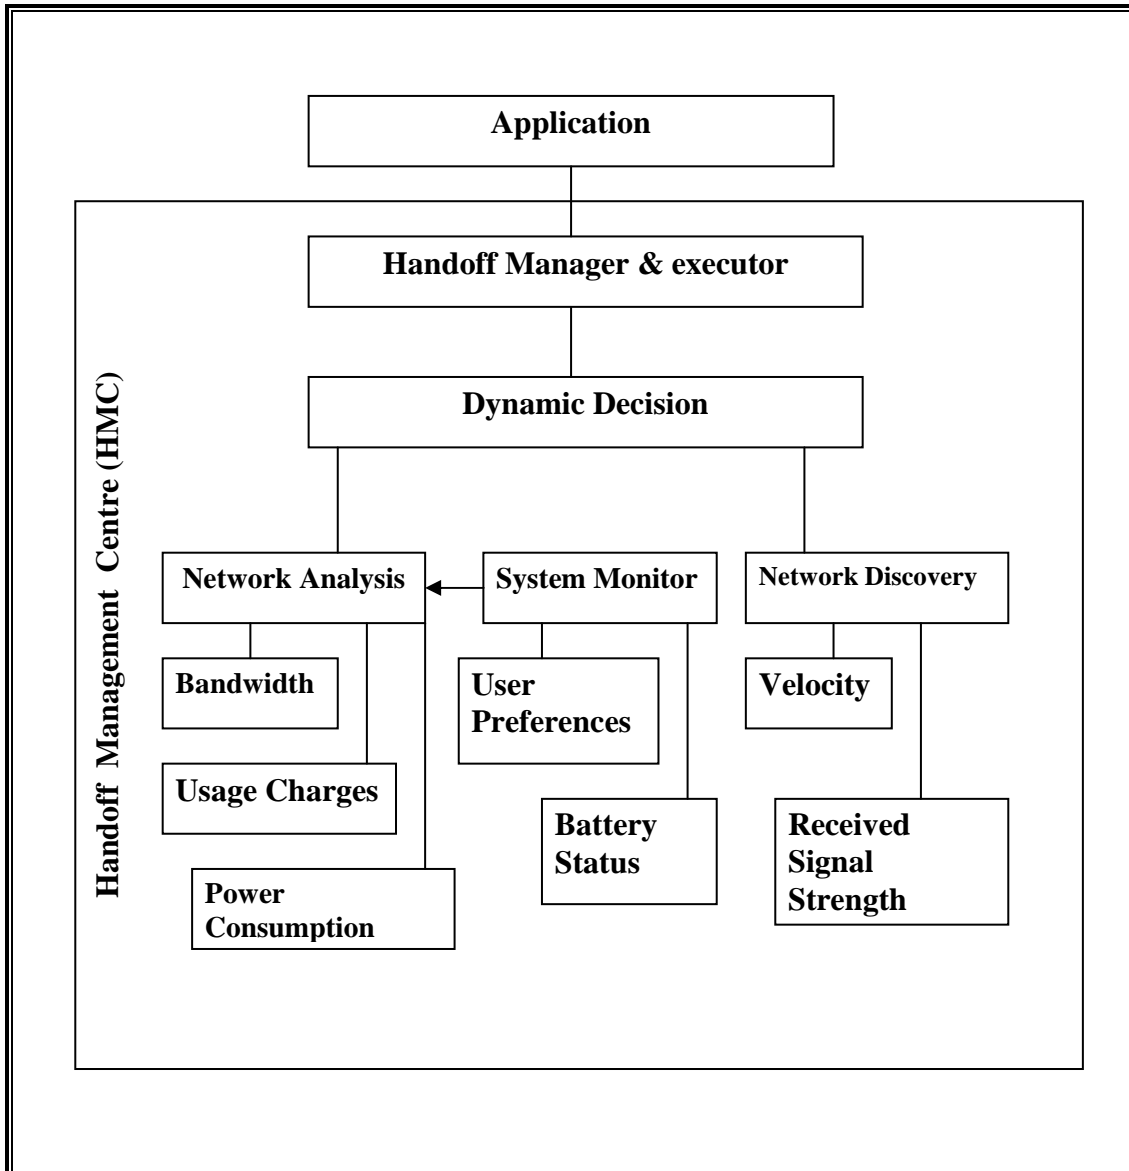 Application
Handoff Manager & executor
Dynamic Decision
Handoff Management Centre (HMC)
Network Analysis
System Monitor
Network Discovery
Bandwidth
User
Preferences
Velocity
Usage Charges
Battery
Status
Received
Signal
Strength
Power
Consumption